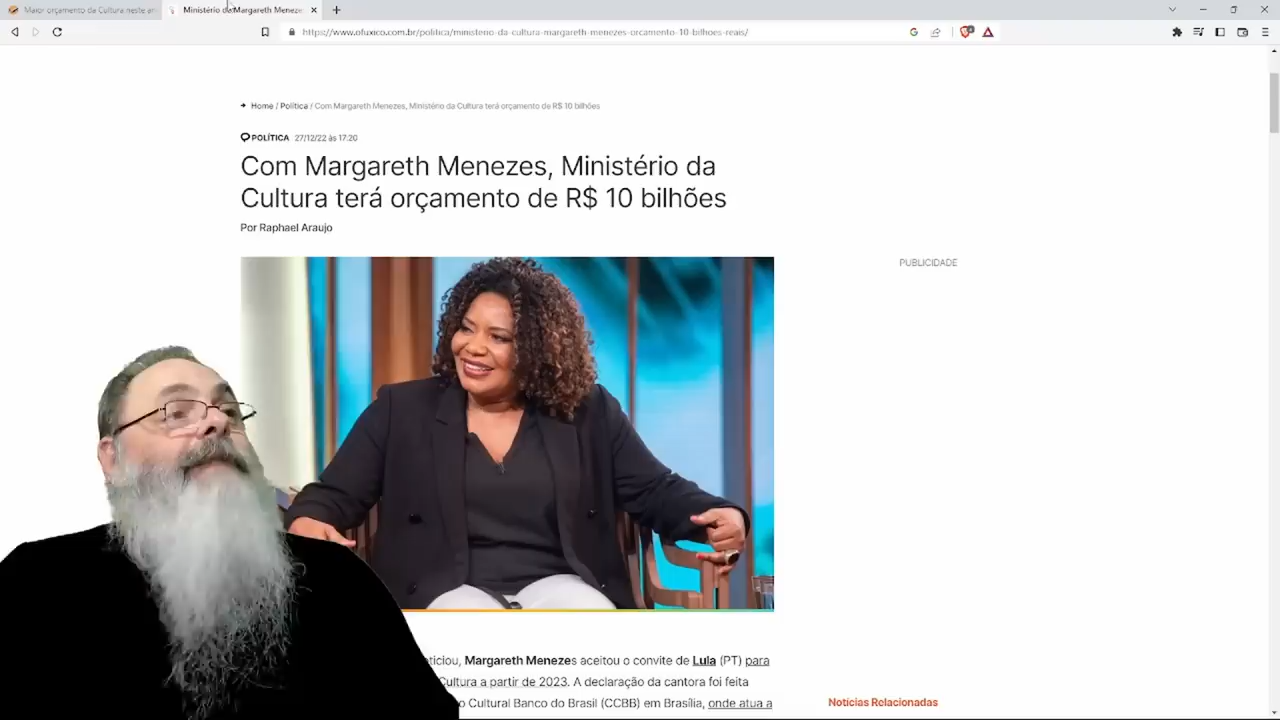 Maior orçamento da Cultura neste an
Ministério da Margareth Meneze
https://www.ofuxico.com.br/politica/ministerio-da-cultura-margareth-menezes-orcamento-10-bilhoes-reais/
Home / Política / Com Margareth Menezes, Ministério da Cultura terá orçamento de R$ 10 bilhões
POLÍTICA 27/12/22 às 17:20
Com Margareth Menezes, Ministério da
Cultura terá orçamento de R$ 10 bilhões
Por Raphael Araujo
PUBLICIDADE
ticiou, Margareth Menezes aceitou o convite de Lula (PT) para
Cultura a partir de 2023. A declaração da cantora foi feita
o Cultural Banco do Brasil (CCBB) em Brasília, onde atua a
Notícias Relacionadas